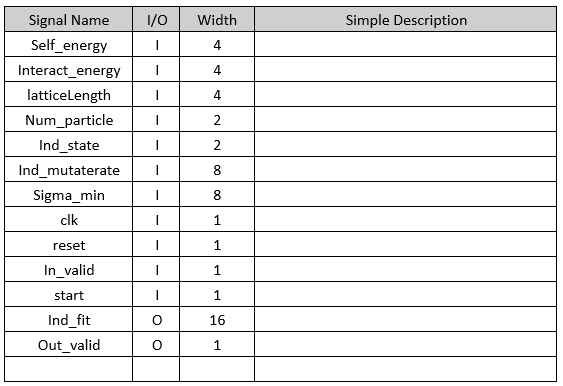 Signal Name I/O Width Simple Description
Self_energy I 4
Interact_energy I 4
latticeLength I 4
Num_particle I 2
Ind_state I 2
Ind_mutaterate I 8
Sigma_min I 8
clk I 1
reset I 1
In_valid I 1
start I 1
Ind_fit O 16
Out_valid O 1